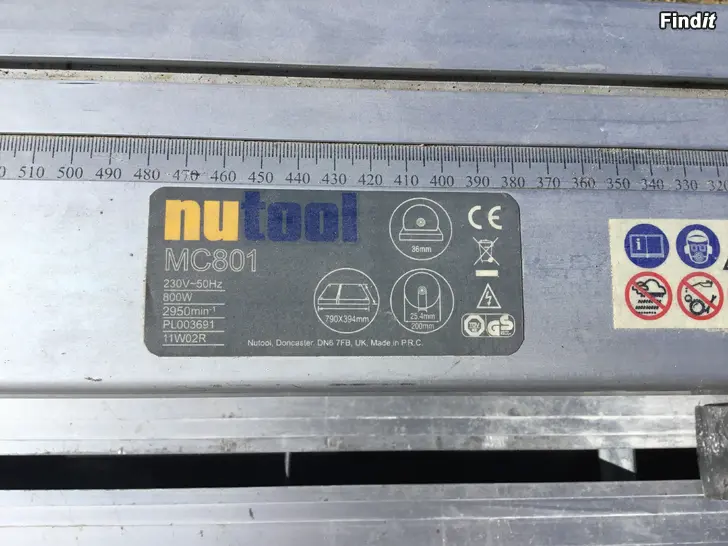 Findit
510 500 490 480 470 460 450 440 430 420 410 400 390 380 370 360 350 340 330
nutool
MC801
230V~50Hz
800W
2950min⁻¹
PL003691
11W02R
36mm
790X394mm
25.4mm
200mm
CE
GS
Nutool, Doncaster. DN6 7FB, UK, Made in P.R.C.